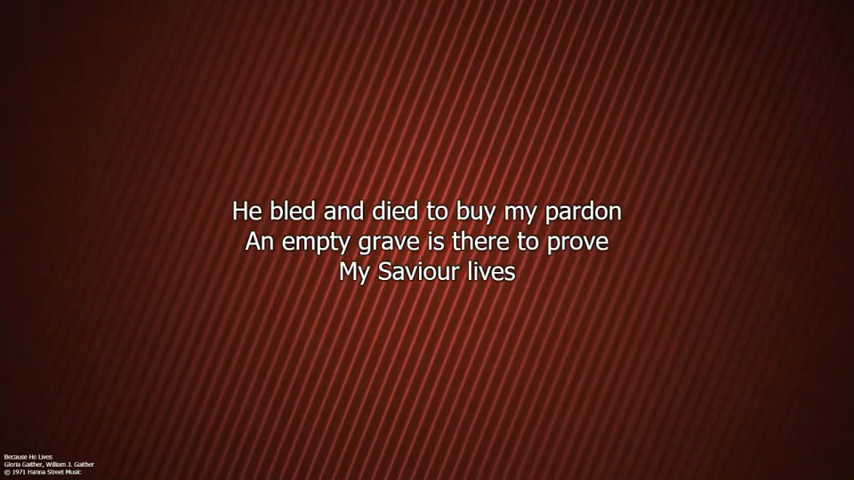 He bled and died to buy my pardon
An empty grave is there to prove
My Saviour lives
Because He Lives
Gloria Gaither, William J. Gaither
© 1971 Hanna Street Music